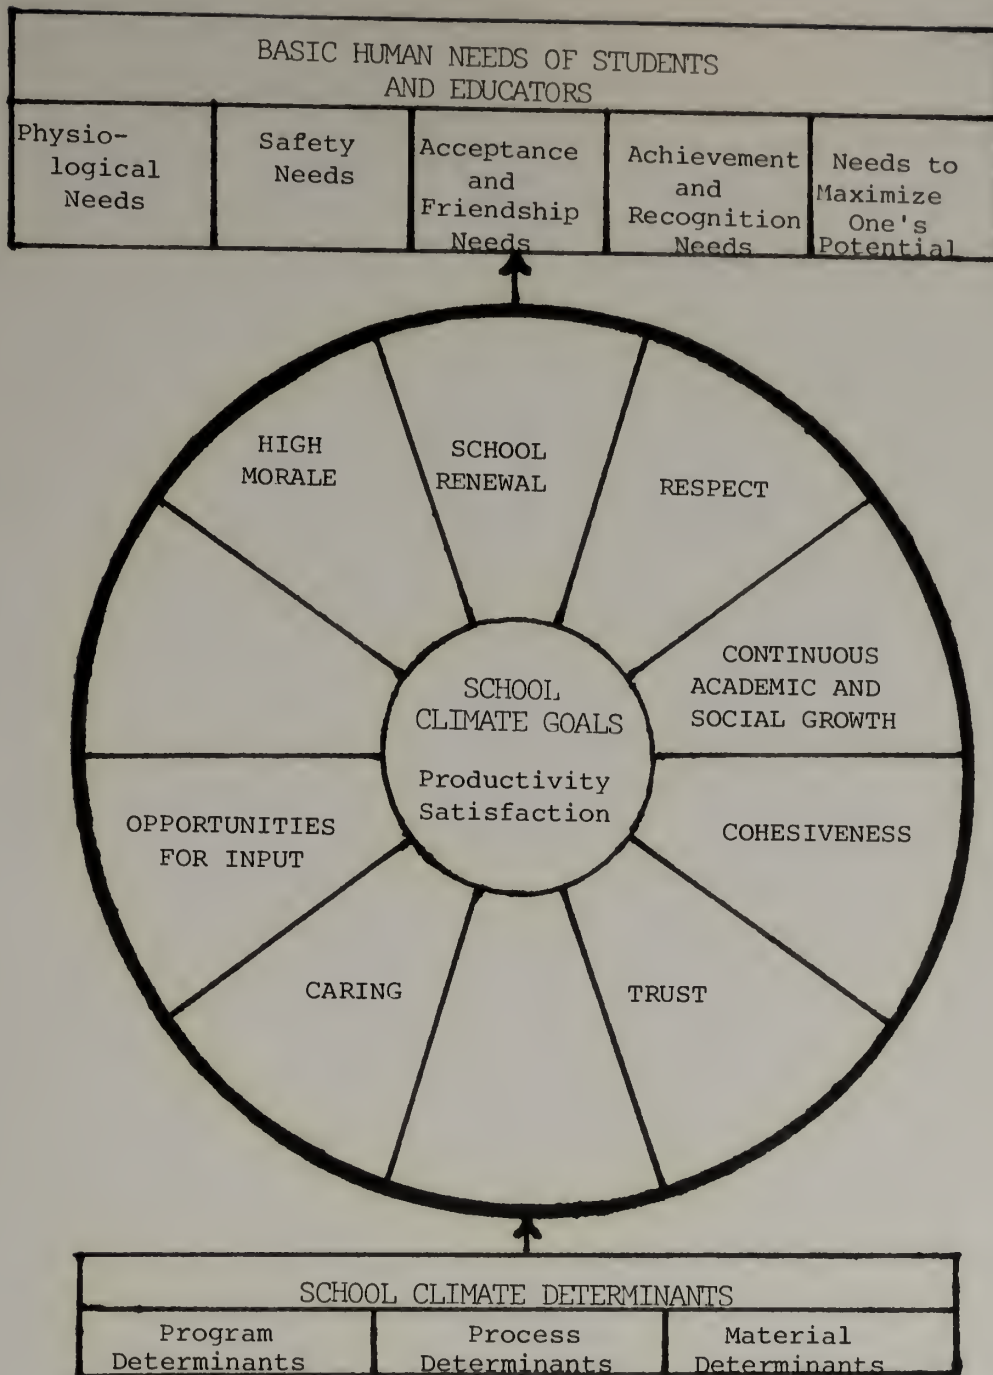 BASIC HUMAN NEEDS OF STUDENTS
AND EDUCATORS
Physio-
logical
Needs
Safety
Needs
Acceptance
and
Friendship
Needs
Achievement
and
Recognition
Needs
Needs to
Maximize
One's
Potential
HIGH
MORALE
SCHOOL
RENEWAL
RESPECT
CONTINUOUS
ACADEMIC AND
SOCIAL GROWTH
SCHOOL
CLIMATE GOALS
Productivity
Satisfaction
OPPORTUNITIES
FOR INPUT
COHESIVENESS
CARING
TRUST
SCHOOL CLIMATE DETERMINANTS
Program
Determinants
Process
Determinants
Material
Determinants